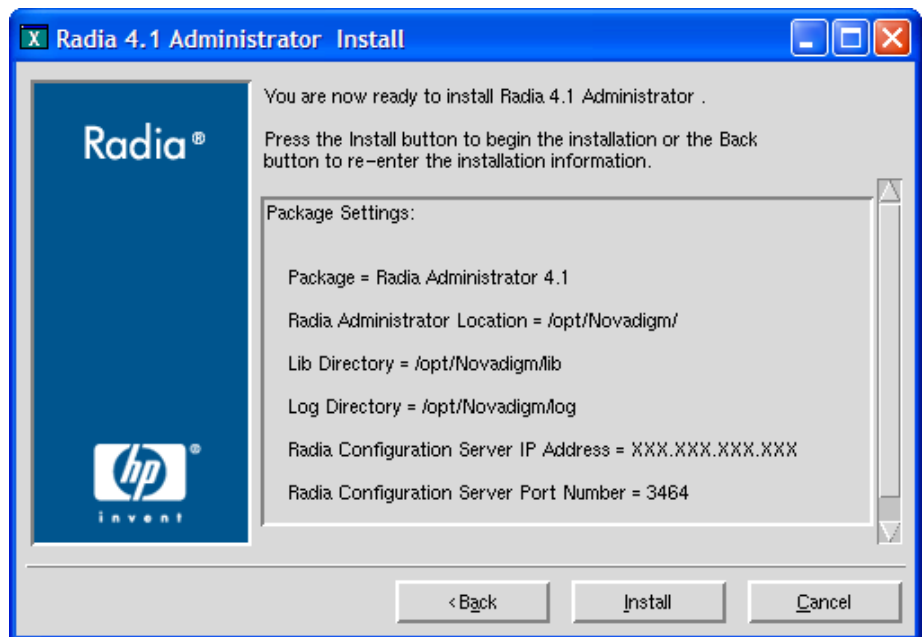 X Radia 4.1 Administrator Install
Radia®
You are now ready to install Radia 4.1 Administrator .
Press the Install button to begin the installation or the Back
button to re-enter the installation information.
Package Settings:
Package = Radia Administrator 4.1
Radia Administrator Location = /opt/Novadigm/
Lib Directory = /opt/Novadigm/lib
Log Directory = /opt/Novadigm/log
Radia Configuration Server IP Address = XXX.XXX.XXX.XXX
Radia Configuration Server Port Number = 3464
hp®
invent
<Back
Install
Cancel